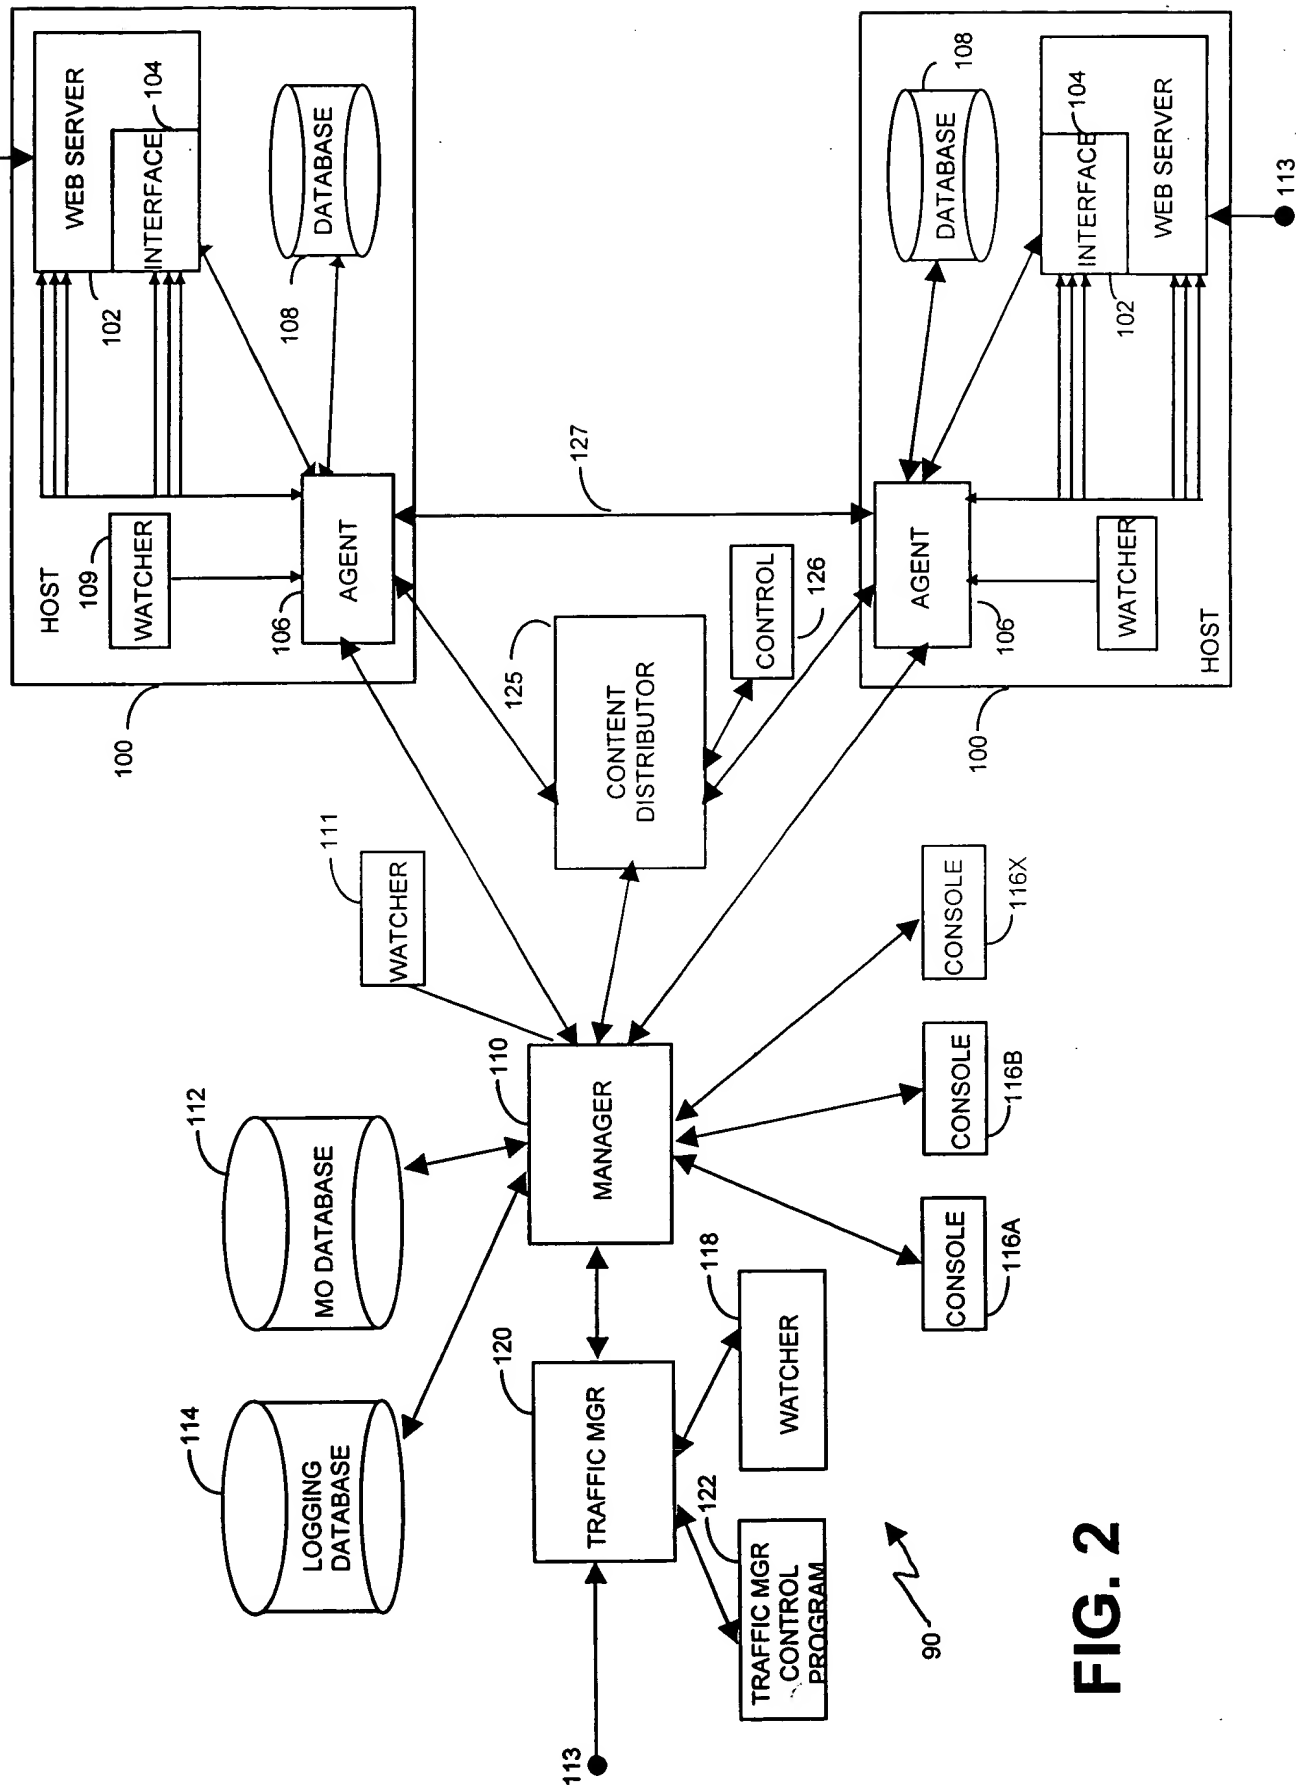 113
TRAFFIC MGR
120
TRAFFIC MGR
CONTROL
PROGRAM
122
WATCHER
118
LOGGING
DATABASE
114
MO DATABASE
112
MANAGER
110
WATCHER
111
CONSOLE
116A
CONSOLE
116B
CONSOLE
116X
CONTENT
DISTRIBUTOR
125
CONTROL
126
127
100
HOST
WATCHER
109
AGENT
106
WEB SERVER
102
INTERFACE
104
DATABASE
108
100
HOST
WATCHER
AGENT
106
DATABASE
108
INTERFACE
104
102
WEB SERVER
113
90
FIG. 2